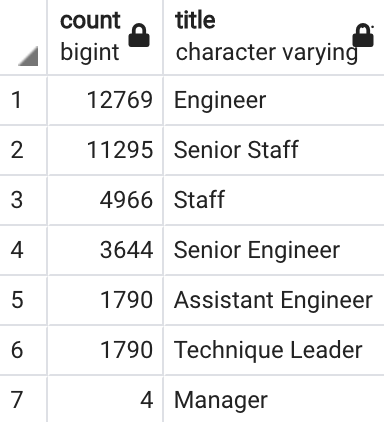 count title
bigint character varying
1 12769 Engineer
2 11295 Senior Staff
3 4966 Staff
4 3644 Senior Engineer
5 1790 Assistant Engineer
6 1790 Technique Leader
7 4 Manager